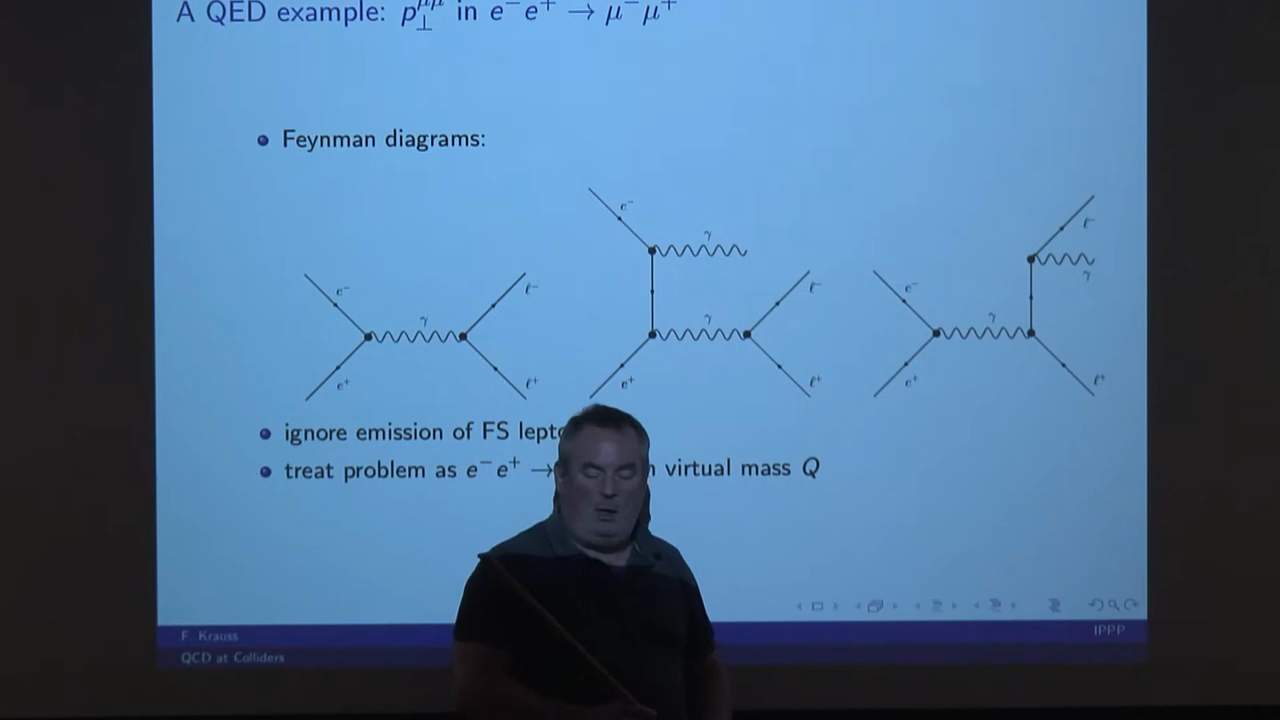 A QED example: p⊥^μμ in e⁻e⁺ → μ⁻μ⁺
Feynman diagrams:
e⁻ γ ℓ⁻ e⁺ ℓ⁺
e⁻ γ γ ℓ⁻ e⁺ ℓ⁺
e⁻ γ ℓ⁻ γ e⁺ ℓ⁺
ignore emission of FS
treat problem as e⁻e⁺ → virtual mass Q
F. Krauss
IPPP
QCD at Colliders